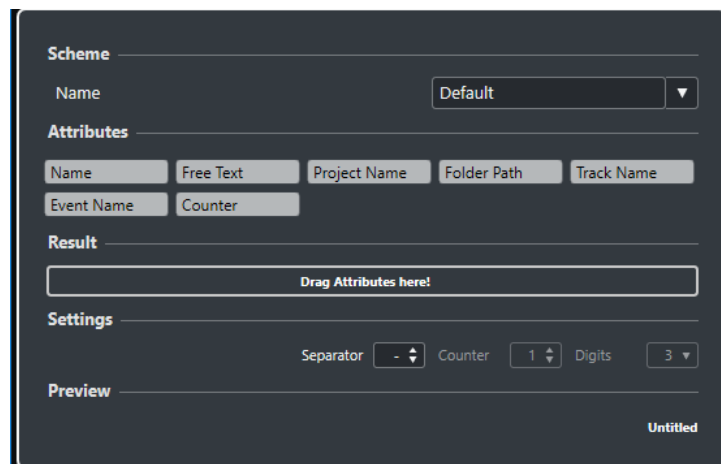 Scheme
Name Default
Attributes
Name Free Text Project Name Folder Path Track Name
Event Name Counter
Result
Drag Attributes here!
Settings
Separator - Counter 1 Digits 3
Preview
Untitled